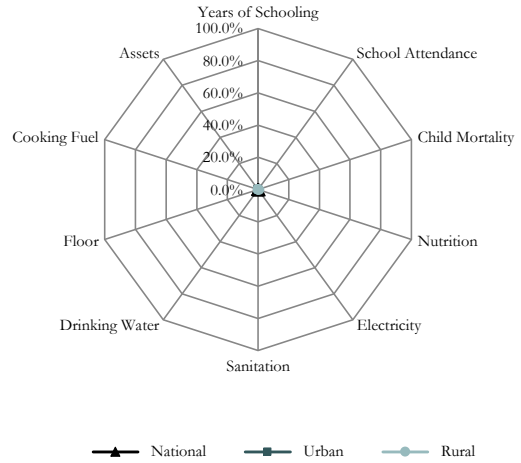 Years of Schooling
100.0%
Assets
School Attendance
80.0%
60.0%
40.0%
Cooking Fuel
Child Mortality
20.0%
0.0%
Floor
Nutrition
Drinking Water
Electricity
Sanitation
National
Urban
Rural